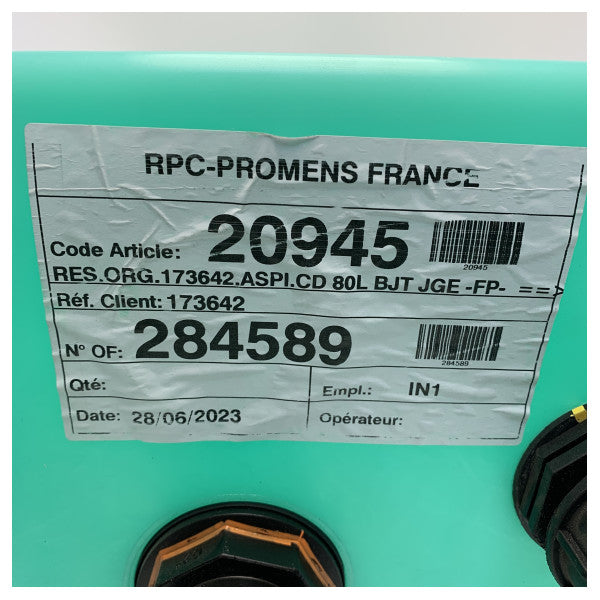 RPC-PROMENS FRANCE
Code Article: 20945
20945
RES.ORG.173642.ASPI.CD 80L BJT JGE -FP- ==>
Réf. Client: 173642
N° OF: 284589
284589
Qté:
Empl.: IN1
Date: 28/06/2023
Opérateur: